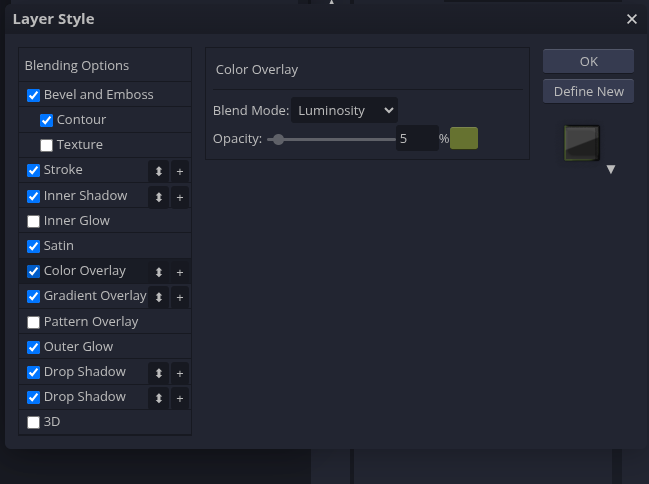 Layer Style
Blending Options
Bevel and Emboss
Contour
Texture
Stroke
Inner Shadow
Inner Glow
Satin
Color Overlay
Gradient Overlay
Pattern Overlay
Outer Glow
Drop Shadow
Drop Shadow
3D
Color Overlay
Blend Mode: Luminosity
Opacity: 5 %
OK
Define New